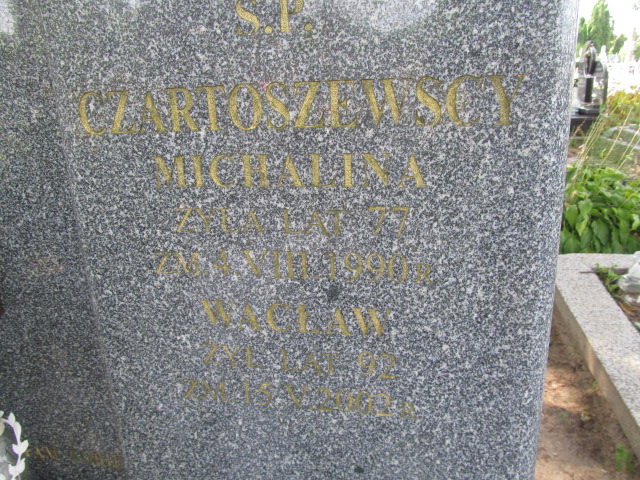 Ś.P.
CZARTOSZEWSCY
MICHALINA
ŻYŁA LAT 77
ZM. 4.VIII.1990 R.
WACŁAW
ŻYŁ LAT 92
ZM. 15.V.2002 R.